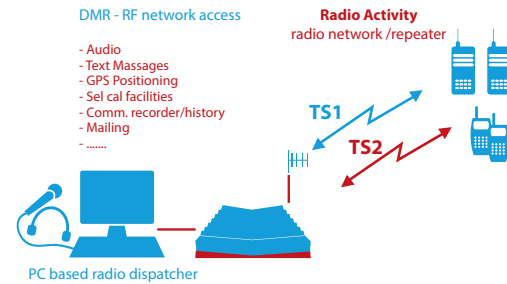 DMR - RF network access
- Audio
- Text Massages
- GPS Positioning
- Sel cal facilities
- Comm. recorder/history
- Mailing
- .......
Radio Activity
radio network /repeater
TS1
TS2
PC based radio dispatcher